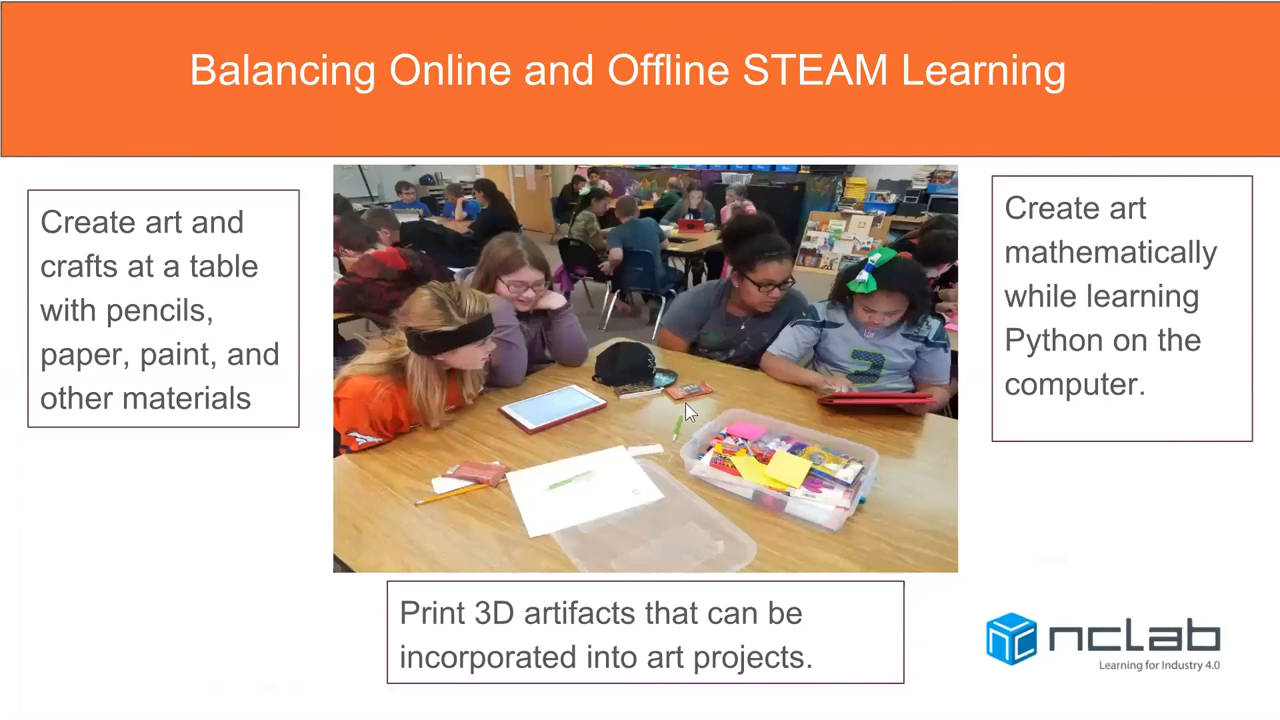 Balancing Online and Offline STEAM Learning
Create art and
crafts at a table
with pencils,
paper, paint, and
other materials
Create art
mathematically
while learning
Python on the
computer.
Print 3D artifacts that can be
incorporated into art projects.
nclab
Learning for Industry 4.0